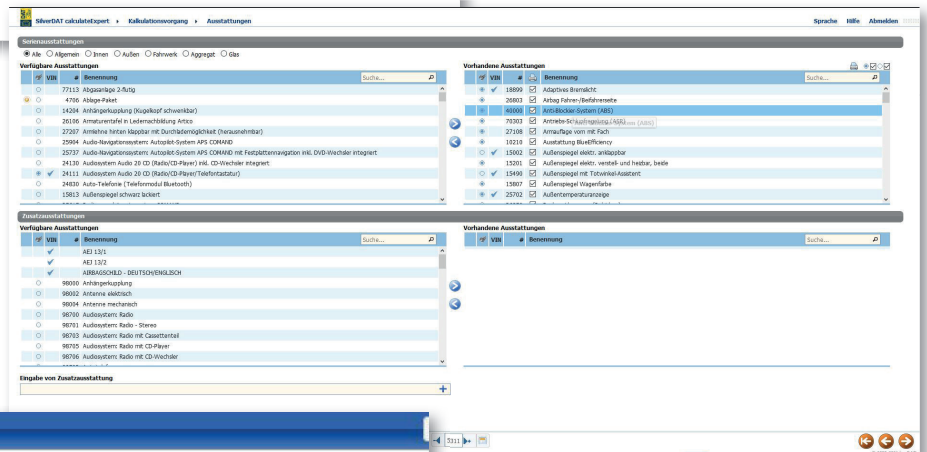 SilverDAT calculateExpert › Kalkulationsvorgang › Ausstattungen
Sprache Hilfe Abmelden
Serienausstattungen
Alle Allgemein Innen Außen Fahrwerk Aggregat Glas
Verfügbare Ausstattungen
VIN # Benennung Suche...
77113 Abgasanlage 2-flutig
4706 Ablage-Paket
14204 Anhängerkupplung (Kugelkopf schwenkbar)
26106 Armaturentafel in Ledernachbildung Artico
27207 Armlehne hinten klappbar mit Durchlademöglichkeit (herausnehmbar)
25904 Audio-Navigationssystem: Autopilot-System APS COMAND
25737 Audio-Navigationssystem: Autopilot-System APS COMAND mit Festplattennavigation inkl. DVD-Wechsler integriert
24130 Audiosystem Audio 20 CD (Radio/CD-Player) inkl. CD-Wechsler integriert
24111 Audiosystem Audio 20 CD (Radio/CD-Player/Telefontastatur)
24830 Auto-Telefonie (Telefonmodul Bluetooth)
15813 Außenspiegel schwarz lackiert
Vorhandene Ausstattungen
VIN # Benennung Suche...
18899 Adaptives Bremslicht
26803 Airbag Fahrer-/Beifahrerseite
40000 Anti-Blockier-System (ABS)
70303 Antriebs-Schlupfregelung (ASR)
27108 Armauflage vorn mit Fach
10210 Ausstattung BlueEfficiency
15002 Außenspiegel elektr. anklappbar
15201 Außenspiegel elektr. verstell- und heizbar, beide
15490 Außenspiegel mit Totwinkel-Assistent
15807 Außenspiegel Wagenfarbe
25702 Außentemperaturanzeige
Zusatzausstattungen
Verfügbare Ausstattungen
VIN # Benennung Suche...
AEJ 13/1
AEJ 13/2
AIRBAGSCHILD - DEUTSCH/ENGLISCH
98000 Anhängerkupplung
98002 Antenne elektrisch
98004 Antenne mechanisch
98700 Audiosystem: Radio
98701 Audiosystem: Radio - Stereo
98703 Audiosystem: Radio mit Cassettenteil
98705 Audiosystem: Radio mit CD-Player
98706 Audiosystem: Radio mit CD-Wechsler
Vorhandene Ausstattungen
VIN # Benennung Suche...
Eingabe von Zusatzausstattung
5311